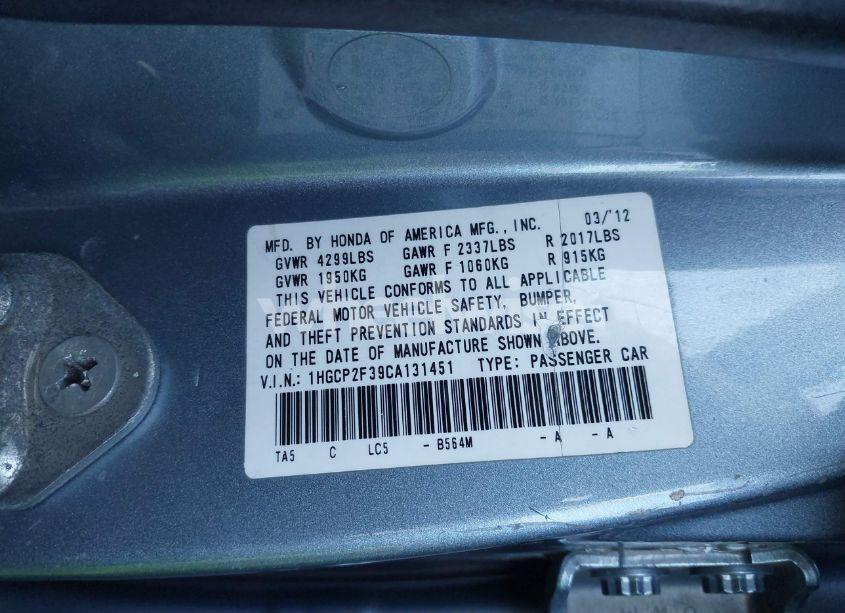 03/'12
MFD. BY HONDA OF AMERICA MFG., INC.
GVWR 4299LBS GAWR F 2337LBS R 2017LBS
GVWR 1950KG GAWR F 1060KG R 915KG
THIS VEHICLE CONFORMS TO ALL APPLICABLE
FEDERAL MOTOR VEHICLE SAFETY, BUMPER,
AND THEFT PREVENTION STANDARDS IN EFFECT
ON THE DATE OF MANUFACTURE SHOWN ABOVE.
V.I.N.: 1HGCP2F39CA131451 TYPE: PASSENGER CAR
TA5 C LC5 - B564M - A - A